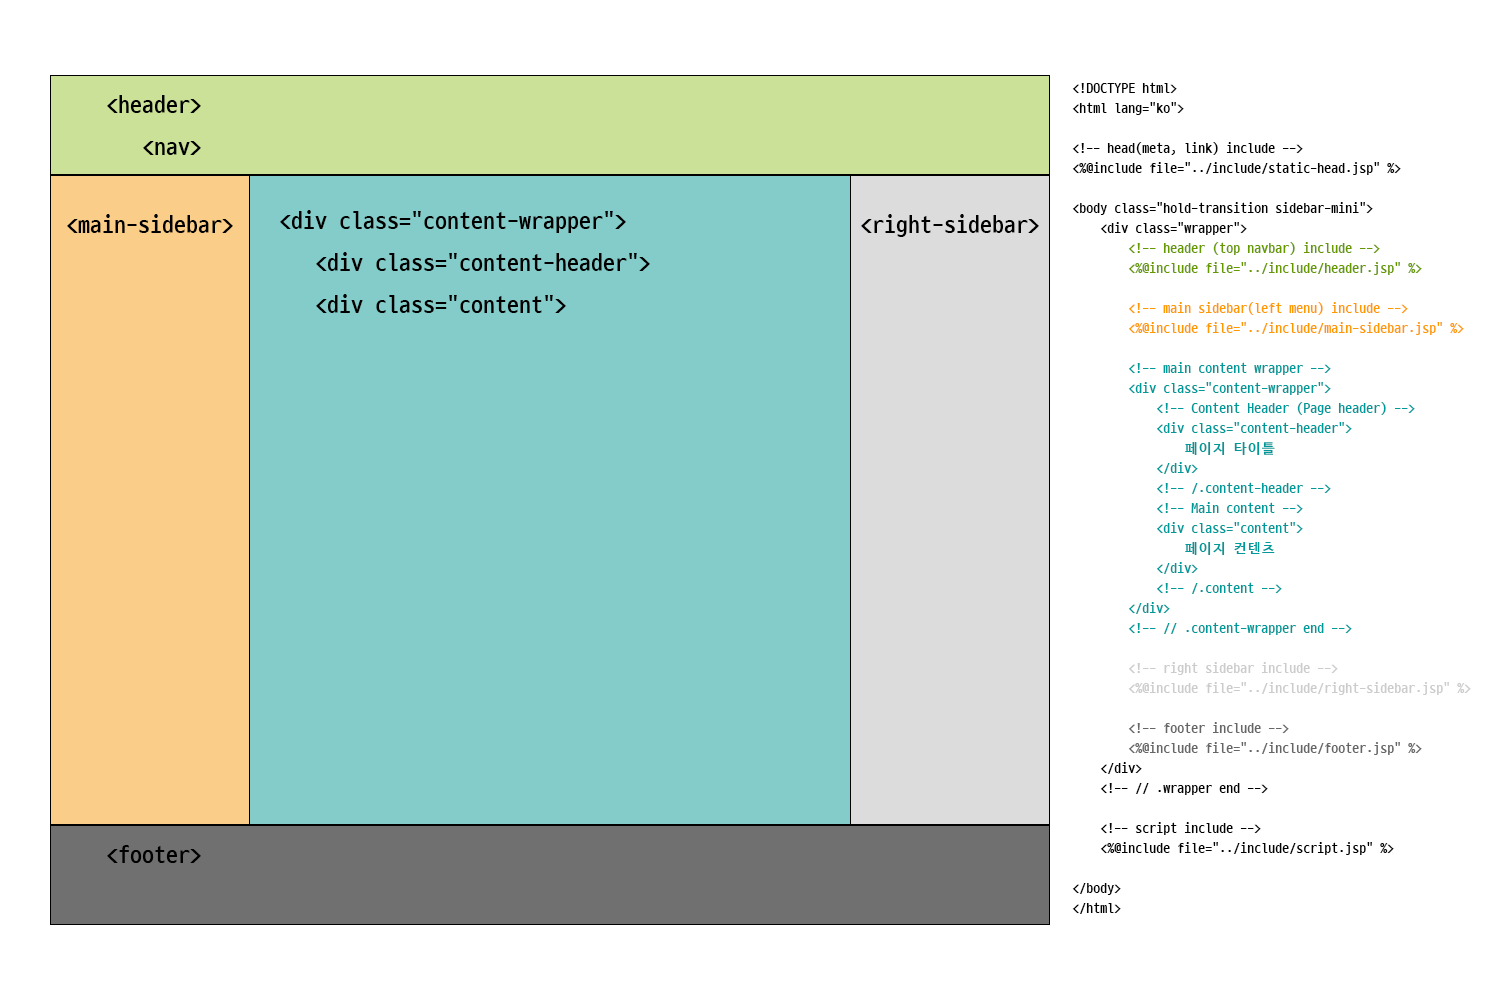 <header>
<nav>
<main-sidebar>
<div class="content-wrapper">
<div class="content-header">
<div class="content">
<right-sidebar>
<footer>
<!DOCTYPE html>
<html lang="ko">
<!-- head(meta, link) include -->
<%@include file="../include/static-head.jsp" %>
<body class="hold-transition sidebar-mini">
<div class="wrapper">
<!-- header (top navbar) include -->
<%@include file="../include/header.jsp" %>
<!-- main sidebar(left menu) include -->
<%@include file="../include/main-sidebar.jsp" %>
<!-- main content wrapper -->
<div class="content-wrapper">
<!-- Content Header (Page header) -->
<div class="content-header">
페이지 타이틀
</div>
<!-- /.content-header -->
<!-- Main content -->
<div class="content">
페이지 컨텐츠
</div>
<!-- /.content -->
</div>
<!-- // .content-wrapper end -->
<!-- right sidebar include -->
<%@include file="../include/right-sidebar.jsp" %>
<!-- footer include -->
<%@include file="../include/footer.jsp" %>
</div>
<!-- // .wrapper end -->
<!-- script include -->
<%@include file="../include/script.jsp" %>
</body>
</html>